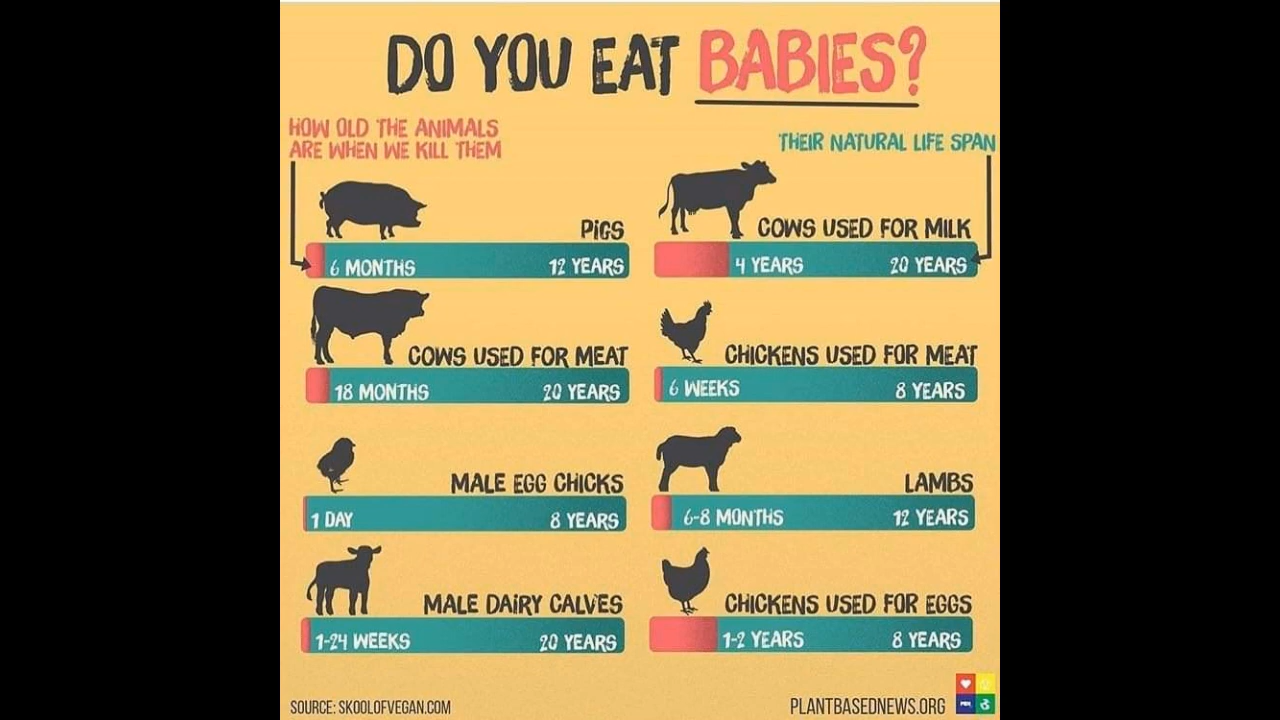 DO YOU EAT BABIES?
HOW OLD THE ANIMALS
ARE WHEN WE KILL THEM
THEIR NATURAL LIFE SPAN
PIGS
6 MONTHS 12 YEARS
COWS USED FOR MILK
4 YEARS 20 YEARS
COWS USED FOR MEAT
18 MONTHS 20 YEARS
CHICKENS USED FOR MEAT
6 WEEKS 8 YEARS
MALE EGG CHICKS
1 DAY 8 YEARS
LAMBS
6-8 MONTHS 12 YEARS
MALE DAIRY CALVES
1-24 WEEKS 20 YEARS
CHICKENS USED FOR EGGS
1-2 YEARS 8 YEARS
SOURCE: SKOOLOFVEGAN.COM
PLANTBASEDNEWS.ORG